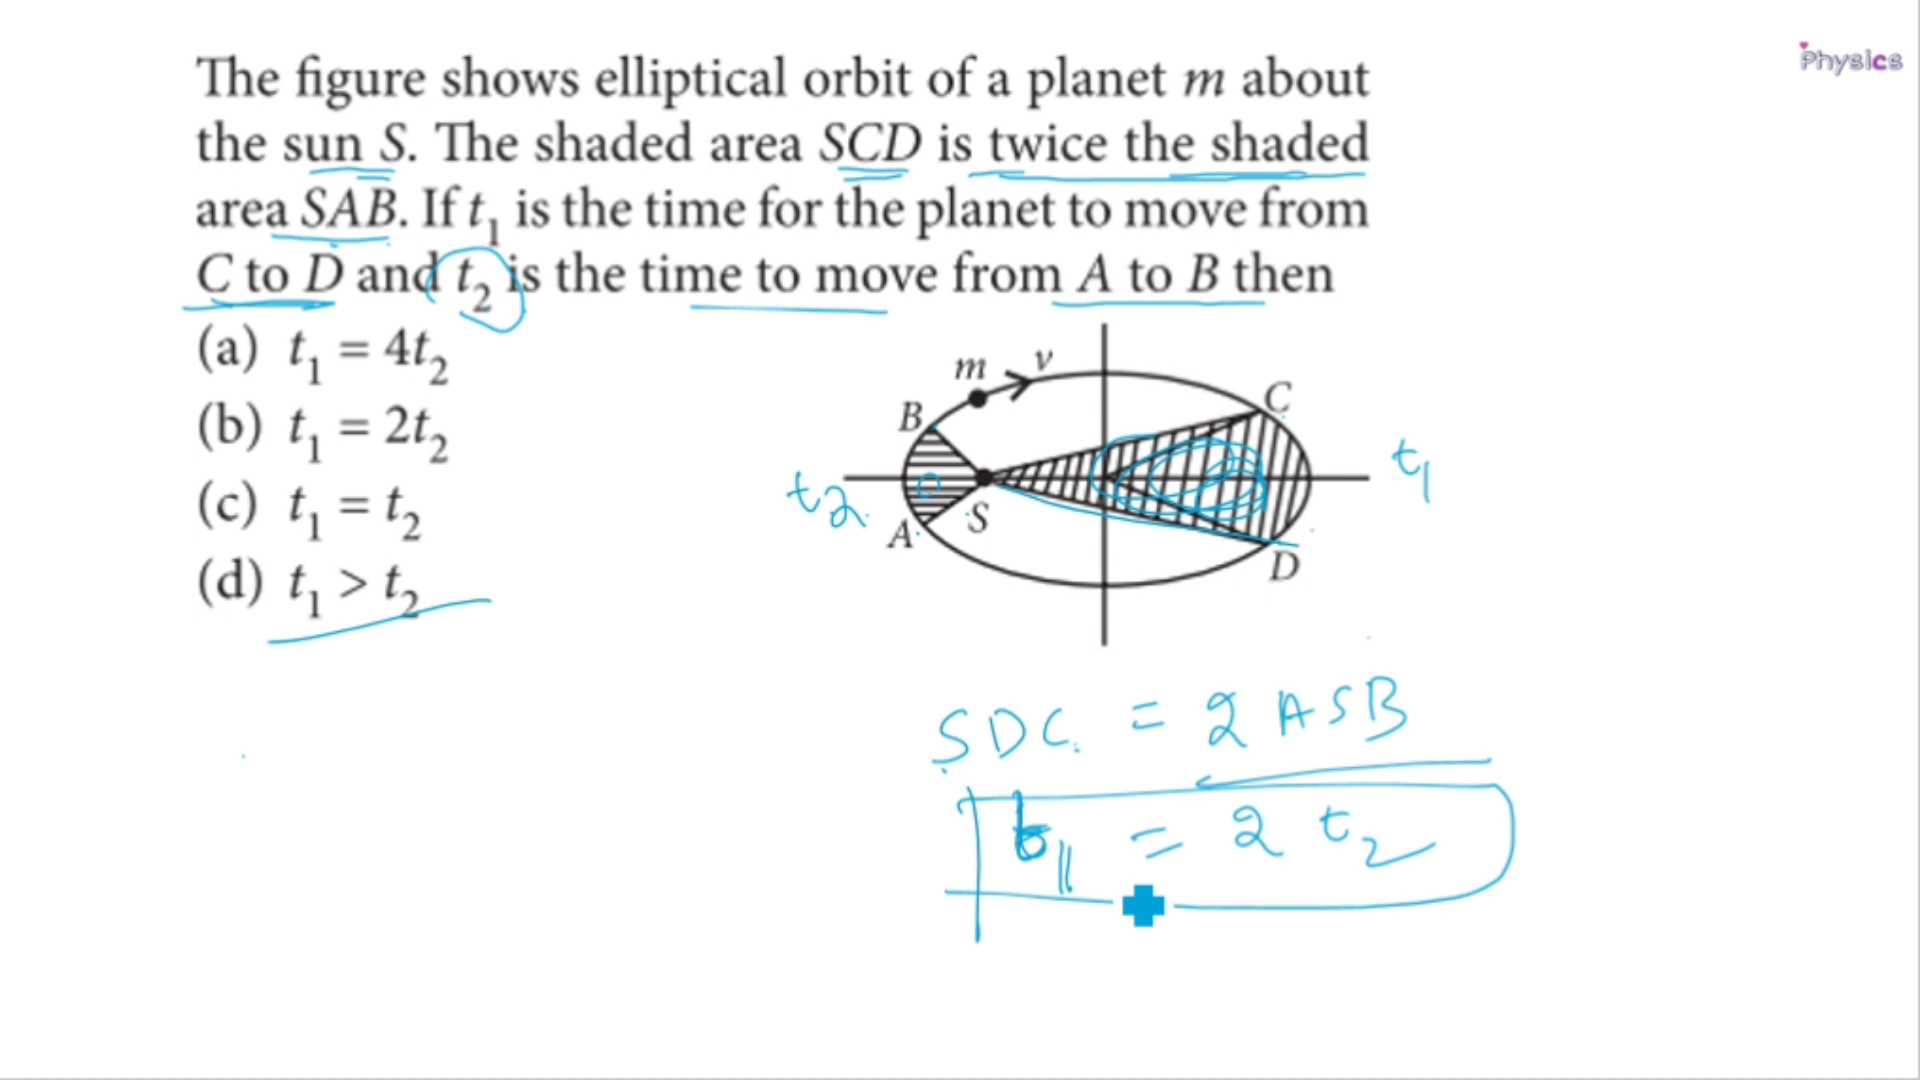 Physics
The figure shows elliptical orbit of a planet m about
the sun S. The shaded area SCD is twice the shaded
area SAB. If t₁ is the time for the planet to move from
C to D and t₂ is the time to move from A to B then
(a) t₁ = 4t₂
(b) t₁ = 2t₂
(c) t₁ = t₂
(d) t₁ > t₂
m v
B
C
t₁
t₂
A
S
D
SDC = 2 ASB
t₁ = 2 t₂